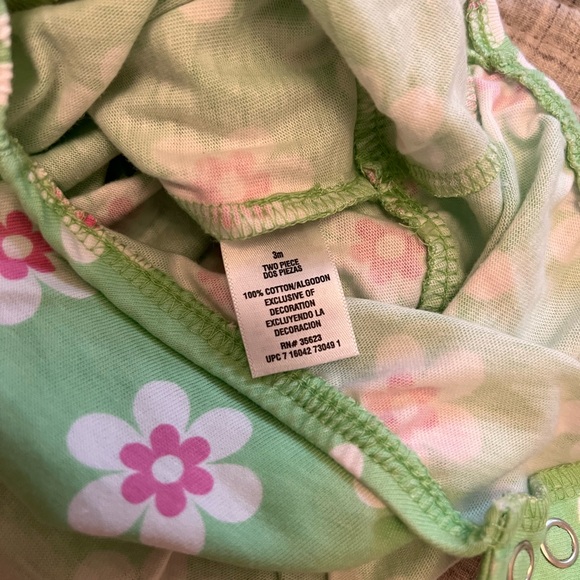 3m
TWO PIECE
DOS PIEZAS
100% COTTON/ALGODON
EXCLUSIVE OF
DECORATION
EXCLUYENDO LA
DECORACION
RN# 35623
UPC 7 16042 73049 1